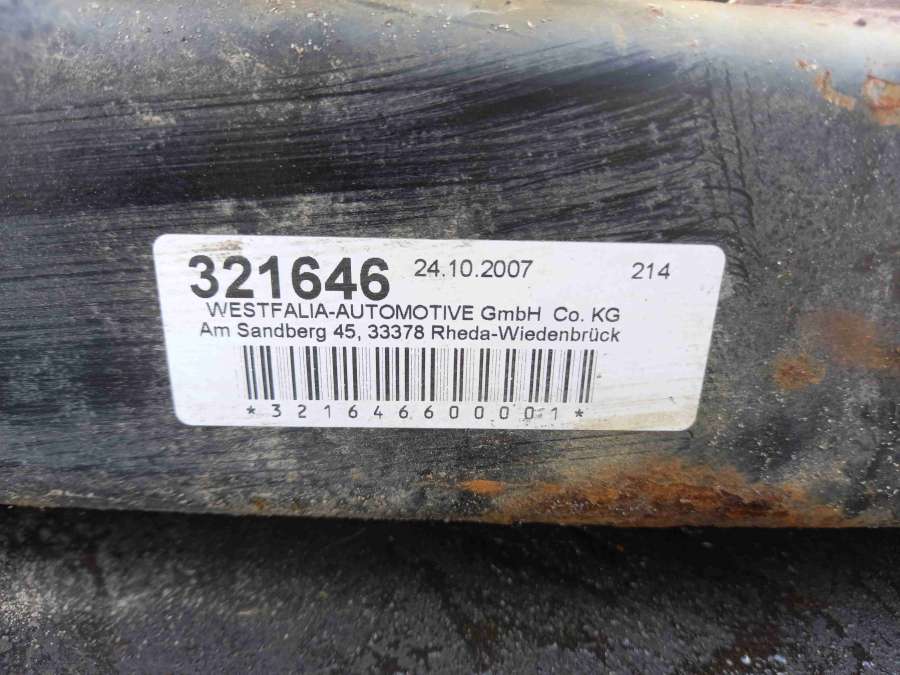 321646 24.10.2007 214
WESTFALIA-AUTOMOTIVE GmbH Co. KG
Am Sandberg 45, 33378 Rheda-Wiedenbrück
*321646600001*